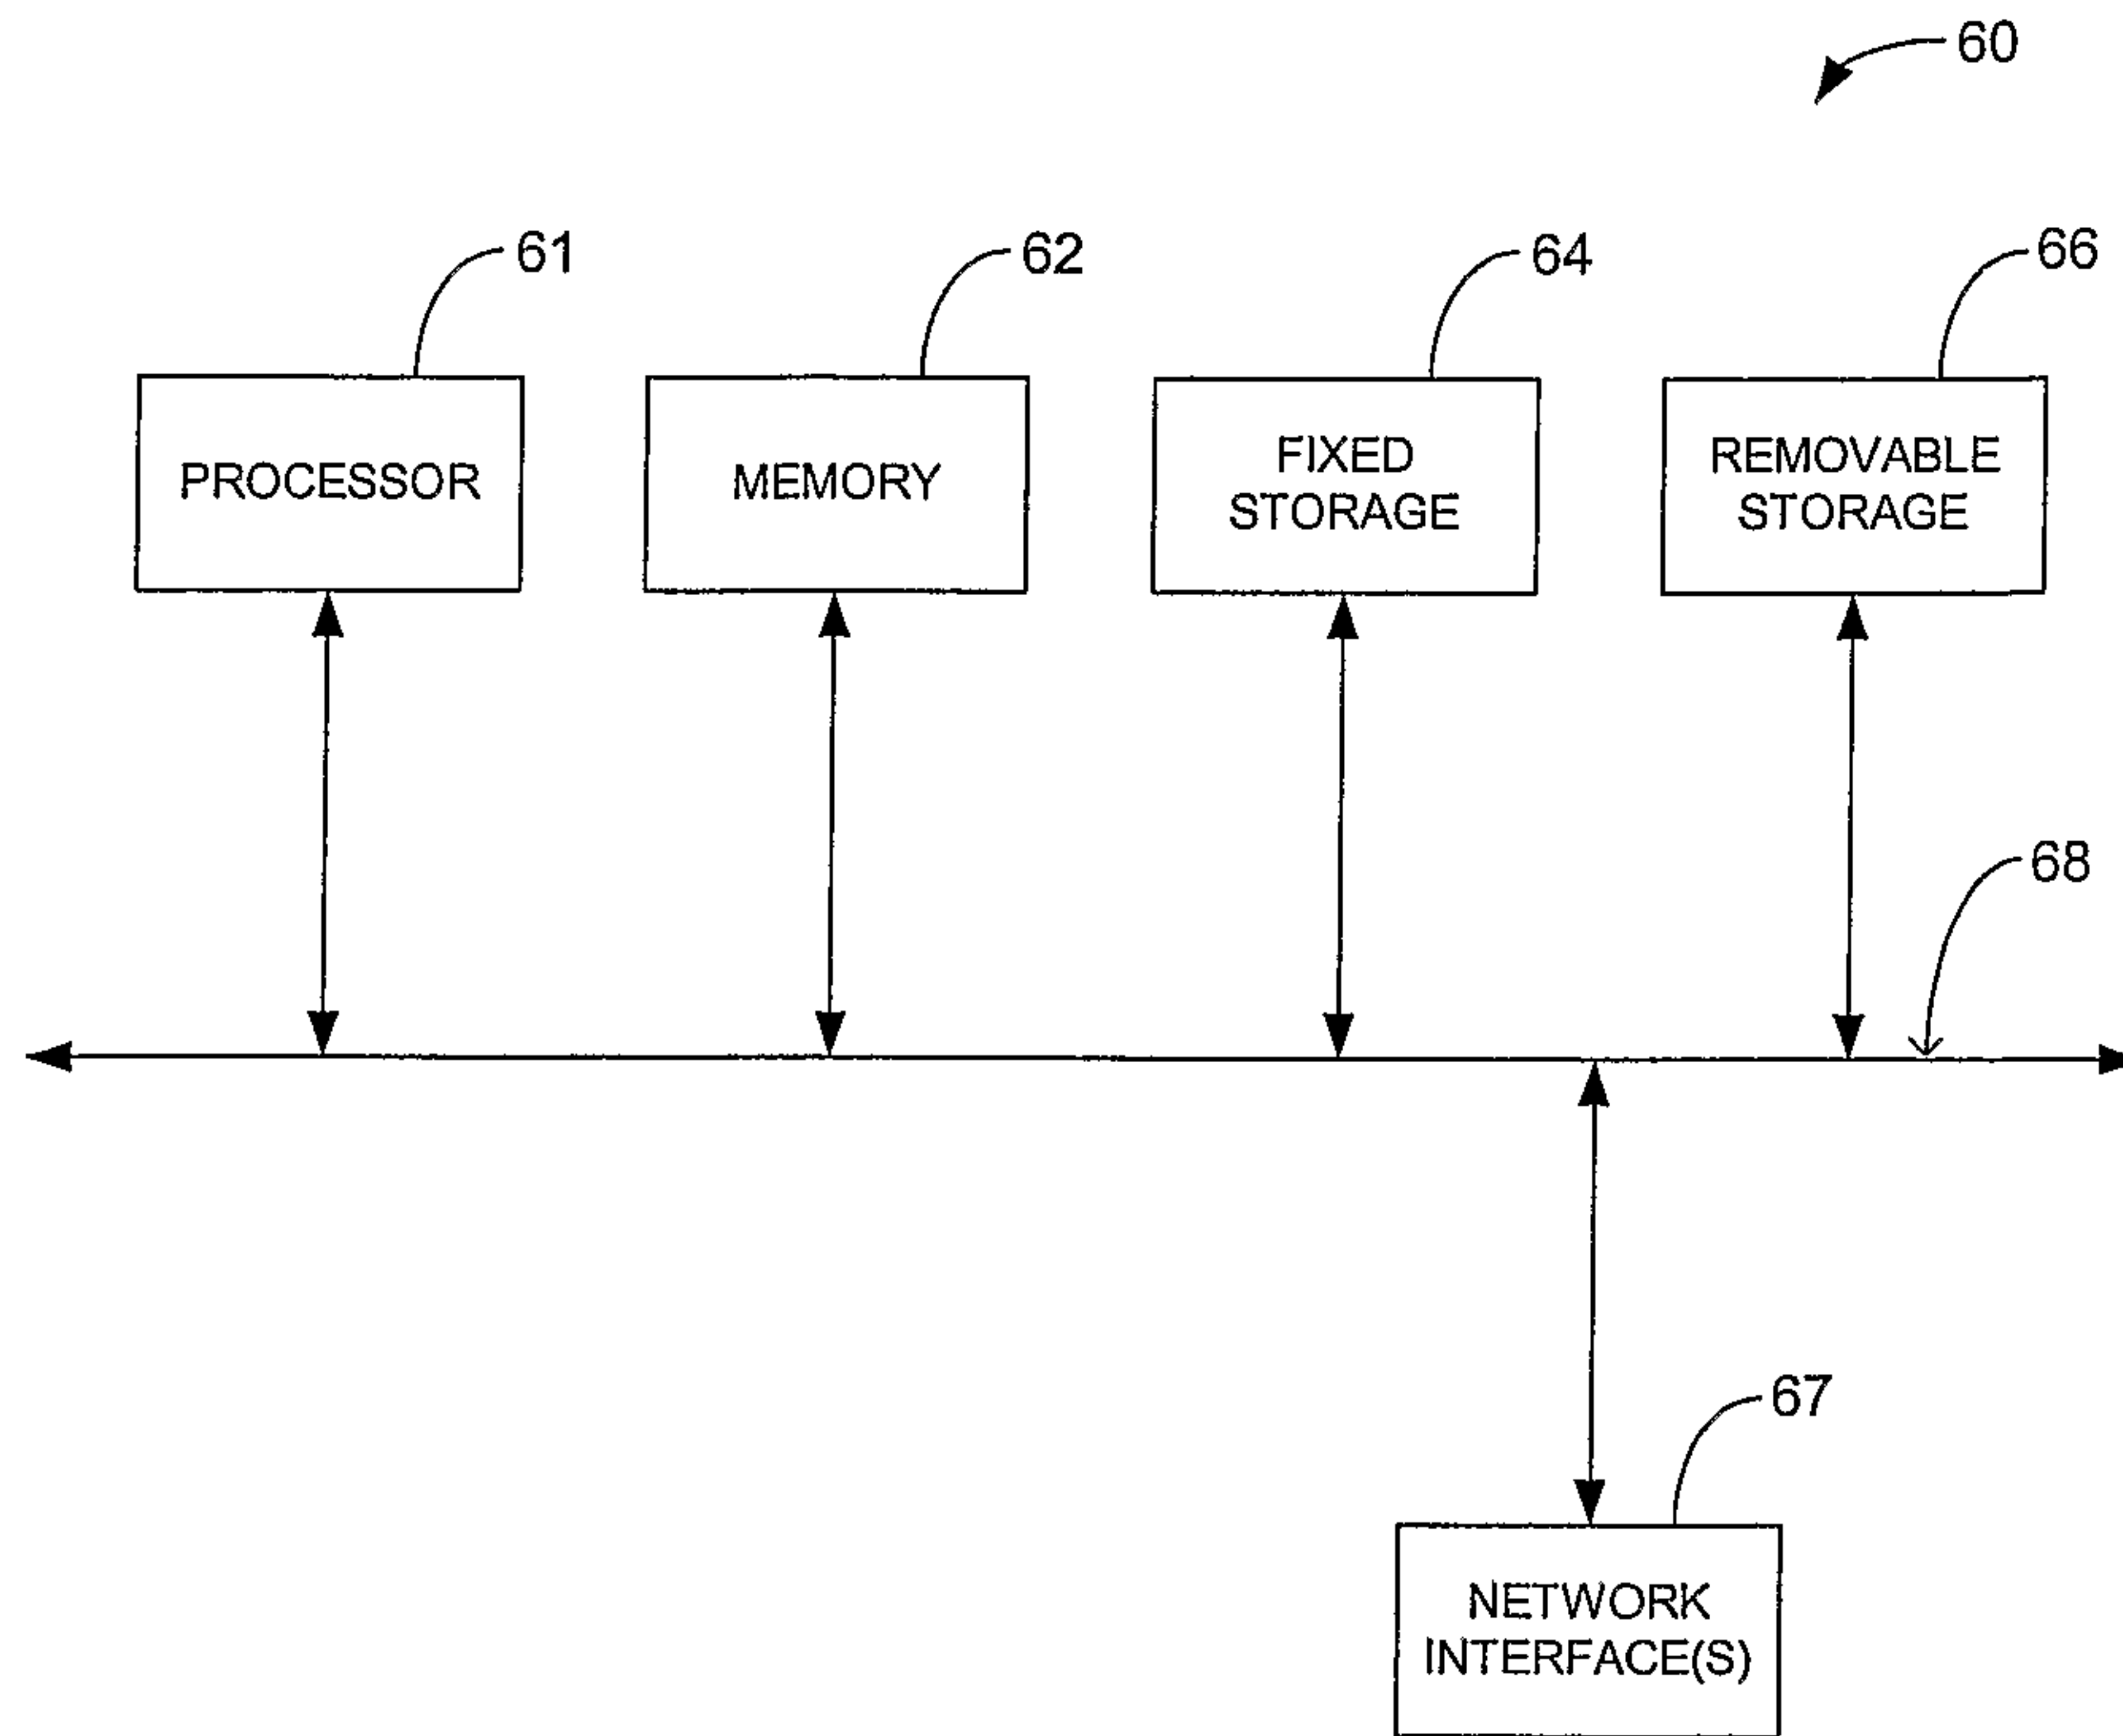 60
61
62
64
66
PROCESSOR
MEMORY
FIXED
STORAGE
REMOVABLE
STORAGE
68
67
NETWORK
INTERFACE(S)